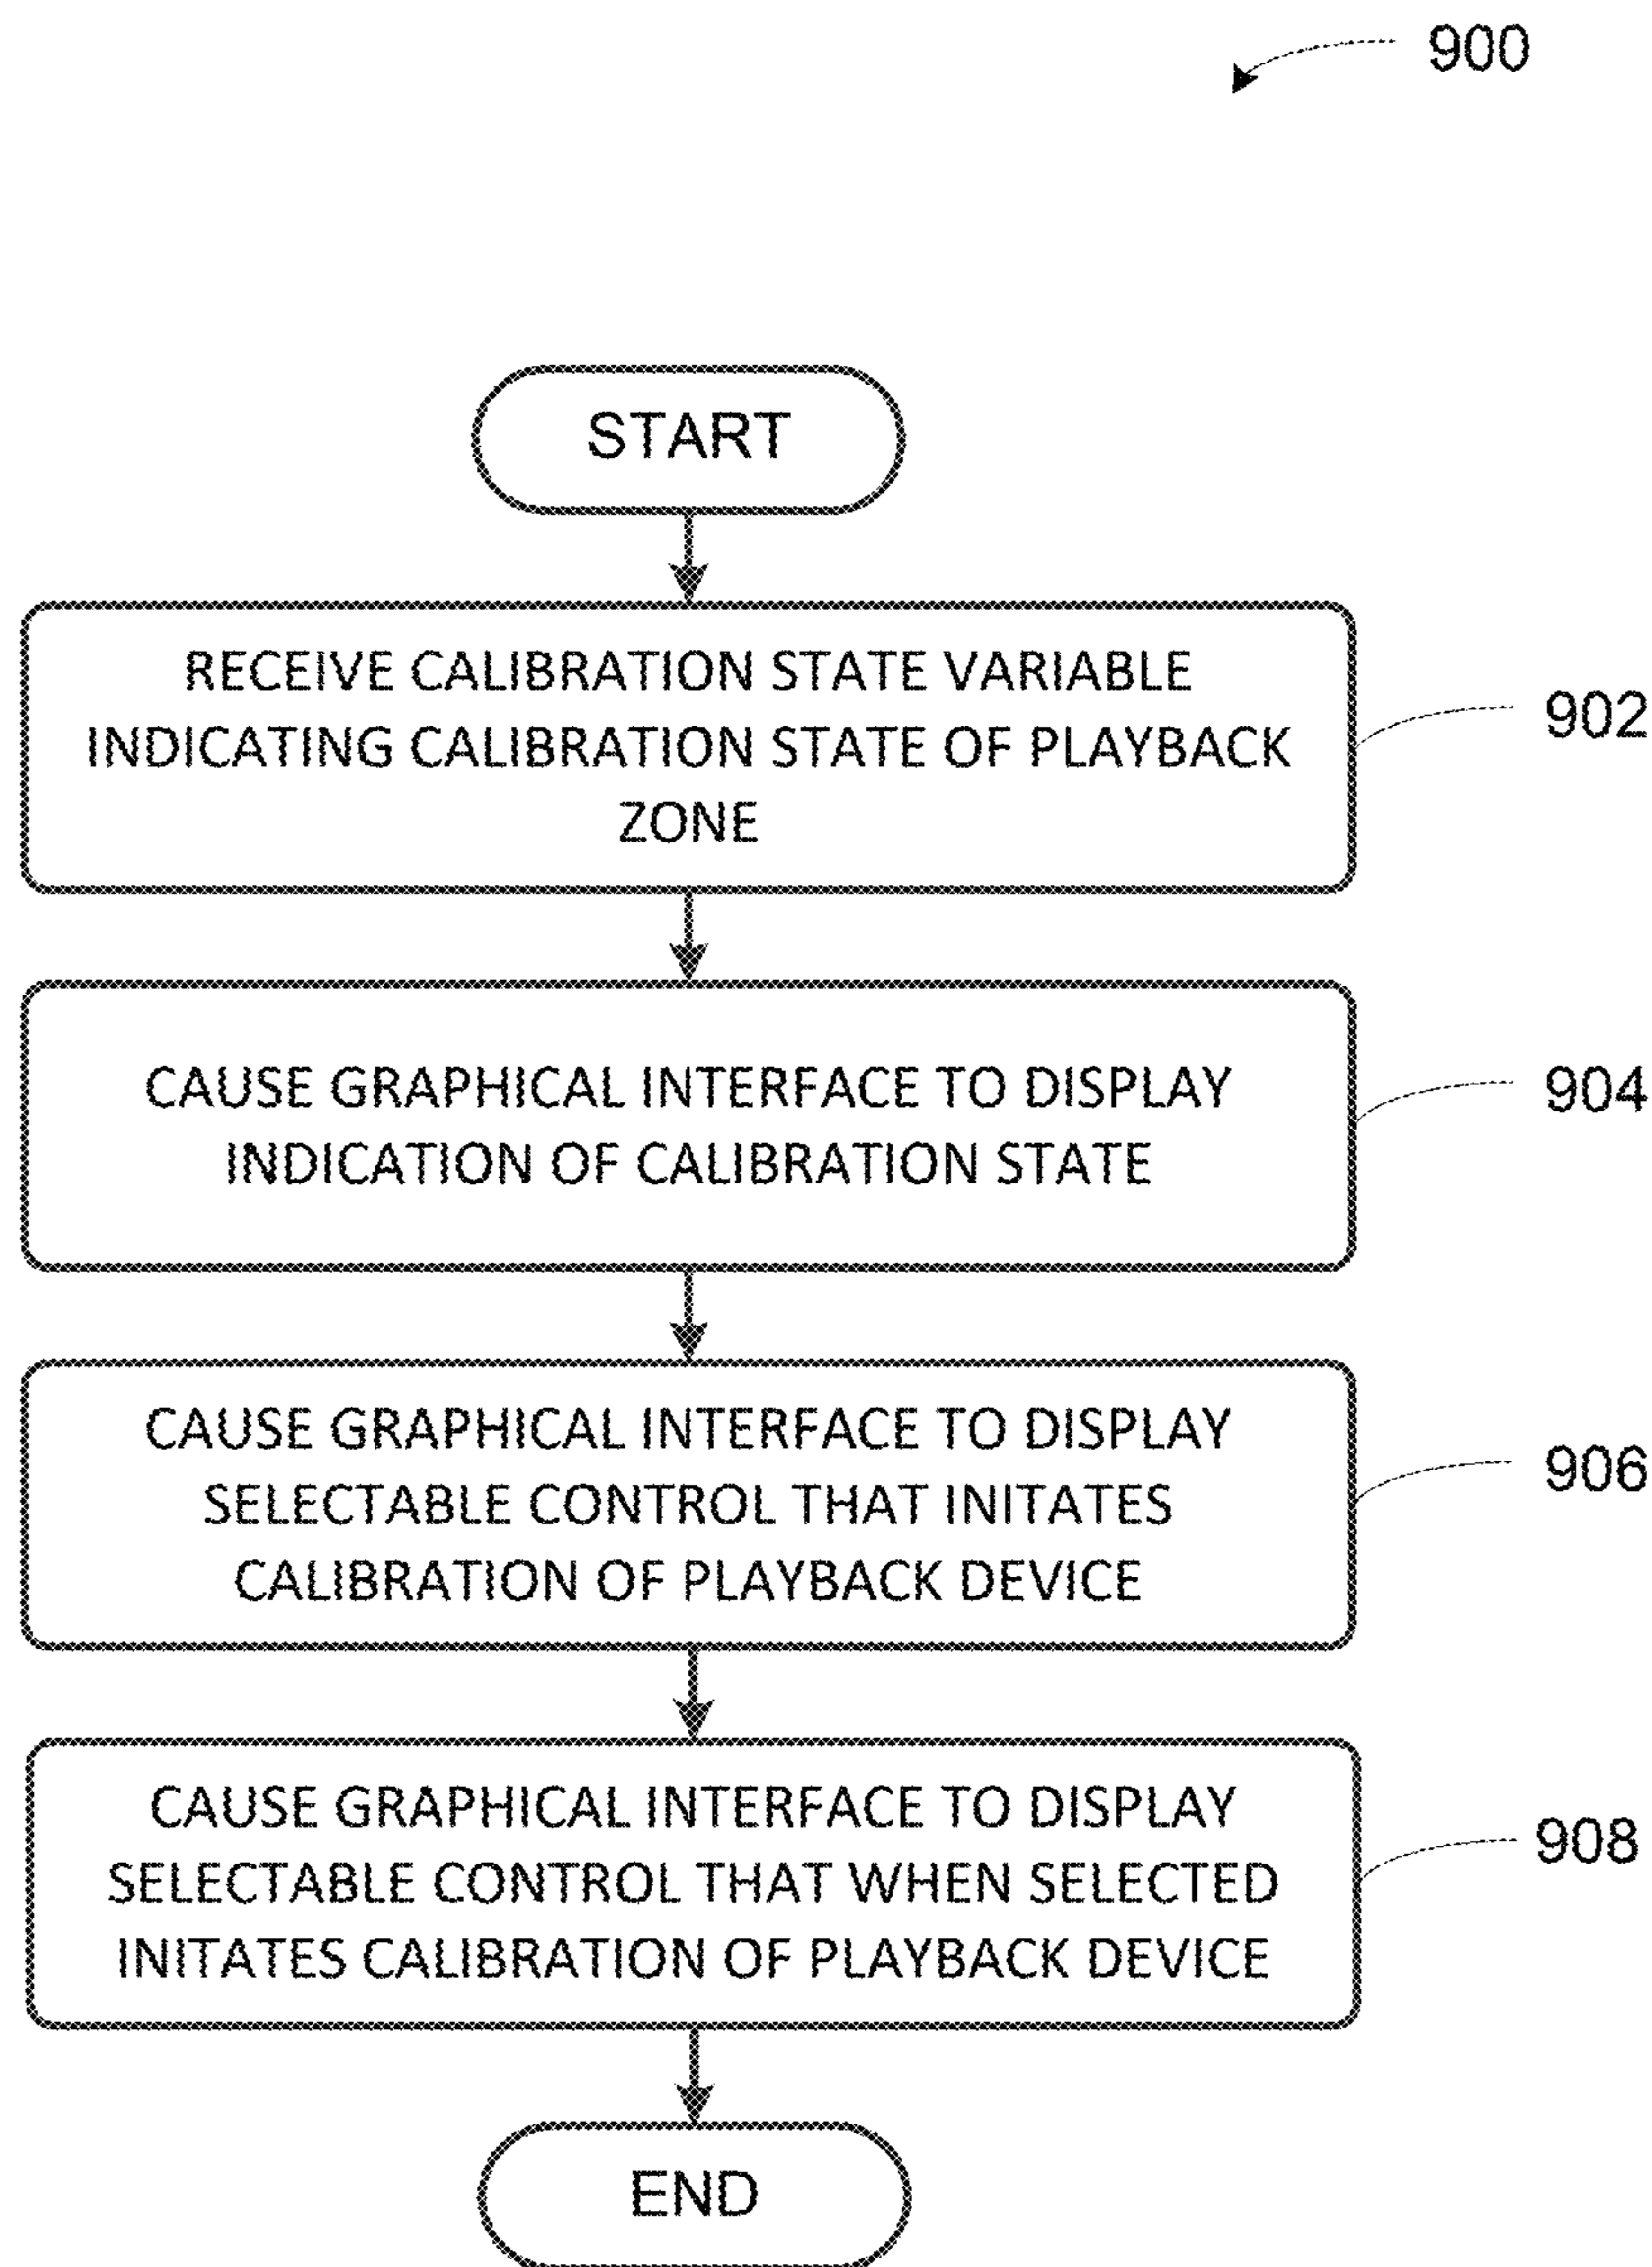 900
START
RECEIVE CALIBRATION STATE VARIABLE
INDICATING CALIBRATION STATE OF PLAYBACK
ZONE
902
CAUSE GRAPHICAL INTERFACE TO DISPLAY
INDICATION OF CALIBRATION STATE
904
CAUSE GRAPHICAL INTERFACE TO DISPLAY
SELECTABLE CONTROL THAT INITATES
CALIBRATION OF PLAYBACK DEVICE
906
CAUSE GRAPHICAL INTERFACE TO DISPLAY
SELECTABLE CONTROL THAT WHEN SELECTED
INITATES CALIBRATION OF PLAYBACK DEVICE
908
END